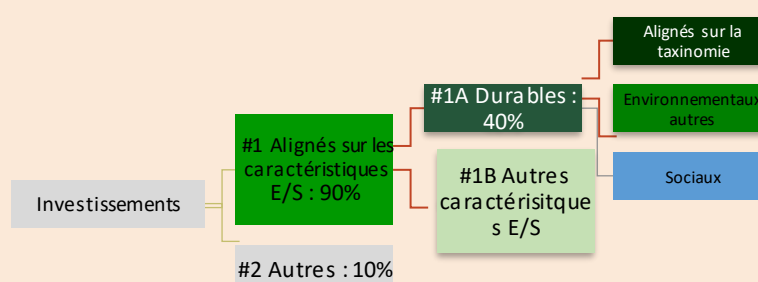 Investissements
#1 Alignés sur les
caractéristiques
E/S : 90%
#2 Autres : 10%
#1A Durables :
40%
#1B Autres
caractérisitque
s E/S
Alignés sur la
taxinomie
Environnementaux
autres
Sociaux